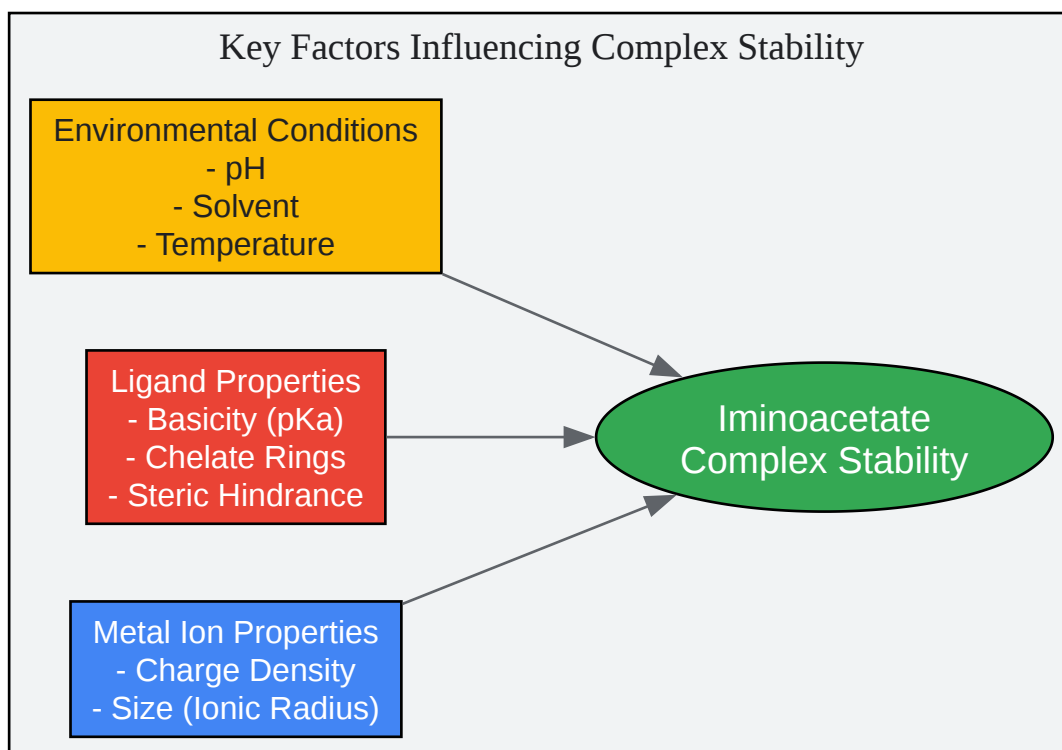 Key Factors Influencing Complex Stability
Environmental Conditions
- pH
- Solvent
- Temperature
Ligand Properties
- Basicity (pKa)
- Chelate Rings
- Steric Hindrance
Iminoacetate
Complex Stability
Metal Ion Properties
- Charge Density
- Size (Ionic Radius)